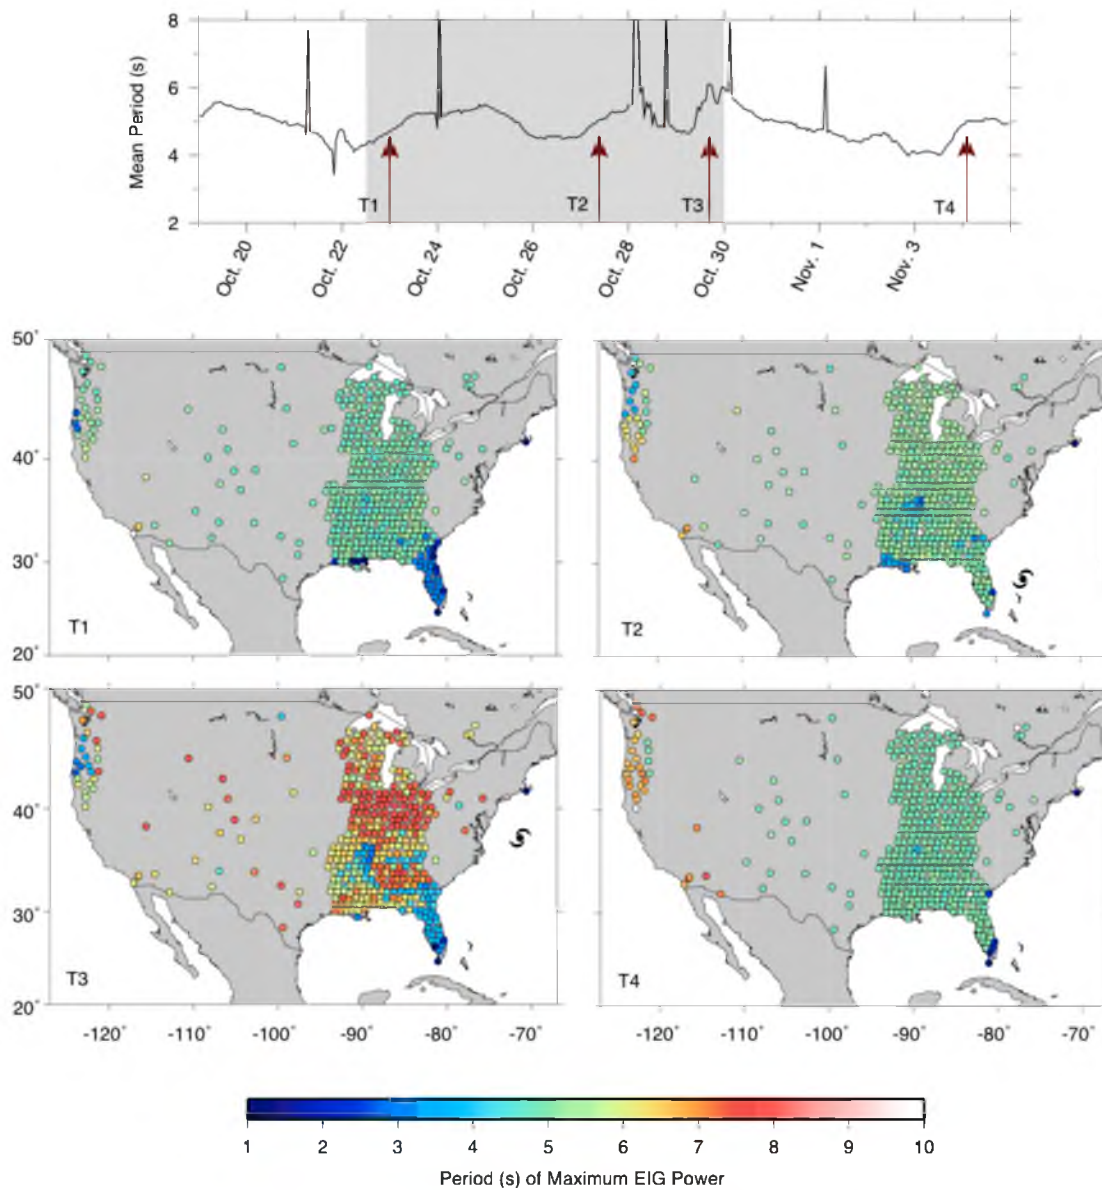 8
6
4
2
Mean Period (s)
T1
T2
T3
T4
Oct. 20
Oct. 22
Oct. 24
Oct. 26
Oct. 28
Oct. 30
Nov. 1
Nov. 3
50˚
40˚
30˚
20˚
T1
T2
50˚
40˚
30˚
20˚
T3
T4
-120˚ -110˚ -100˚ -90˚ -80˚ -70˚
-120˚ -110˚ -100˚ -90˚ -80˚ -70˚
1 2 3 4 5 6 7 8 9 10
Period (s) of Maximum EIG Power